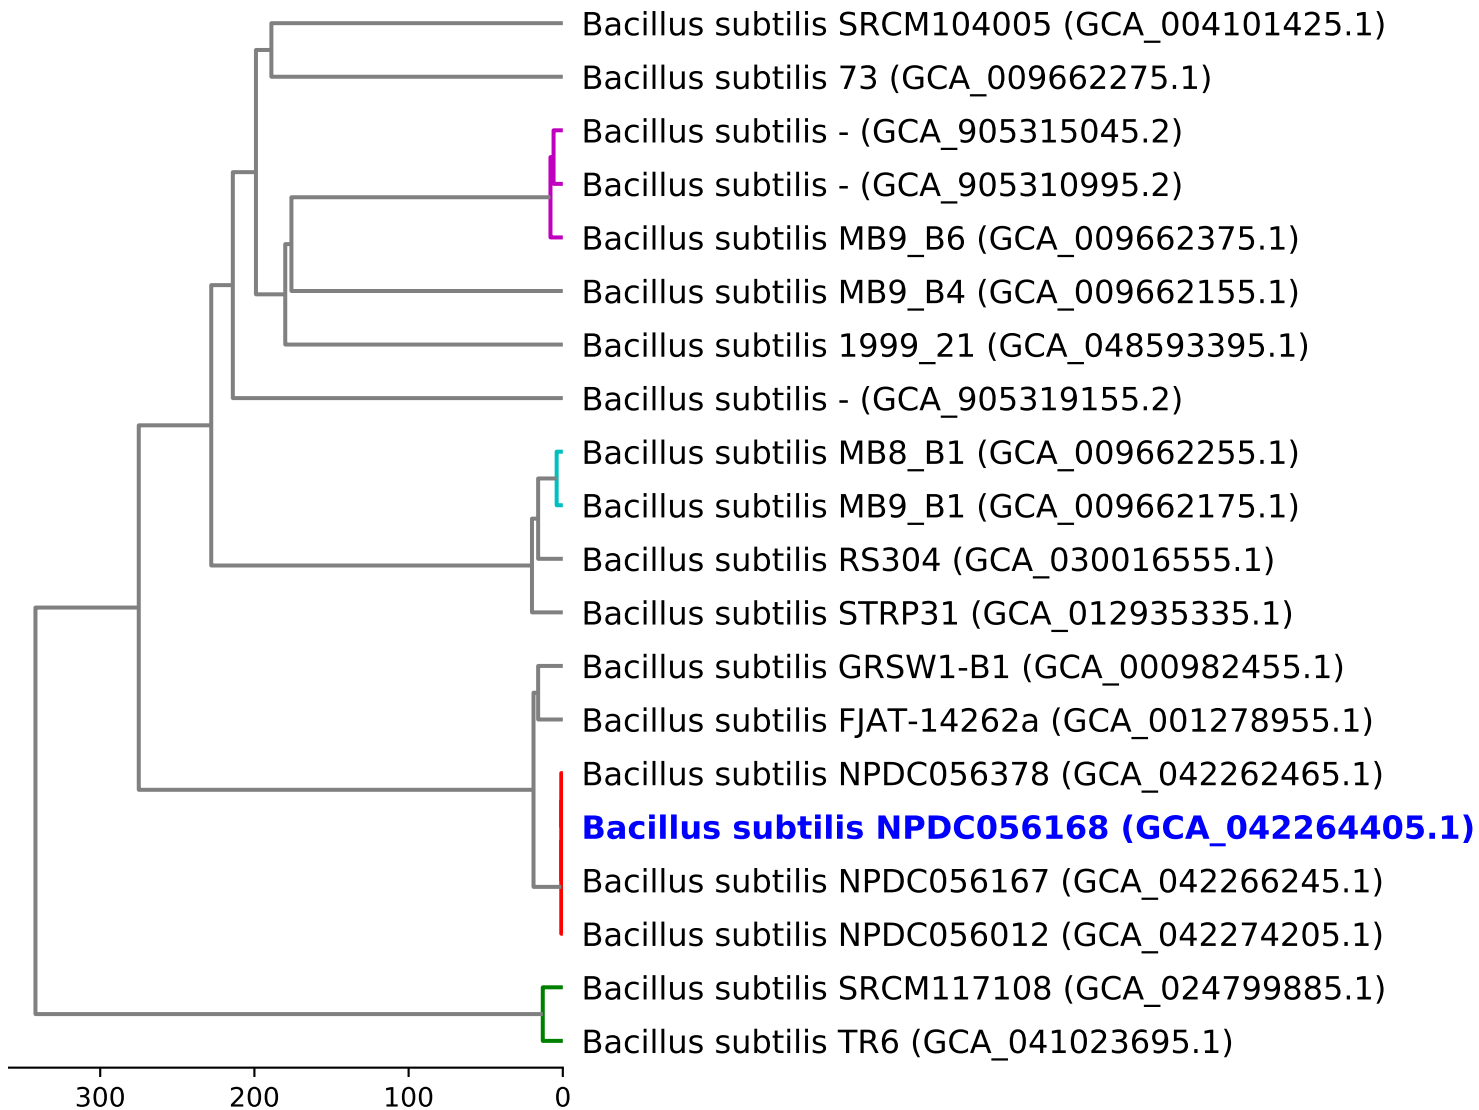 Bacillus subtilis SRCM104005 (GCA_004101425.1)
Bacillus subtilis 73 (GCA_009662275.1)
Bacillus subtilis - (GCA_905315045.2)
Bacillus subtilis - (GCA_905310995.2)
Bacillus subtilis MB9_B6 (GCA_009662375.1)
Bacillus subtilis MB9_B4 (GCA_009662155.1)
Bacillus subtilis 1999_21 (GCA_048593395.1)
Bacillus subtilis - (GCA_905319155.2)
Bacillus subtilis MB8_B1 (GCA_009662255.1)
Bacillus subtilis MB9_B1 (GCA_009662175.1)
Bacillus subtilis RS304 (GCA_030016555.1)
Bacillus subtilis STRP31 (GCA_012935335.1)
Bacillus subtilis GRSW1-B1 (GCA_000982455.1)
Bacillus subtilis FJAT-14262a (GCA_001278955.1)
Bacillus subtilis NPDC056378 (GCA_042262465.1)
Bacillus subtilis NPDC056168 (GCA_042264405.1)
Bacillus subtilis NPDC056167 (GCA_042266245.1)
Bacillus subtilis NPDC056012 (GCA_042274205.1)
Bacillus subtilis SRCM117108 (GCA_024799885.1)
Bacillus subtilis TR6 (GCA_041023695.1)
300 200 100 0